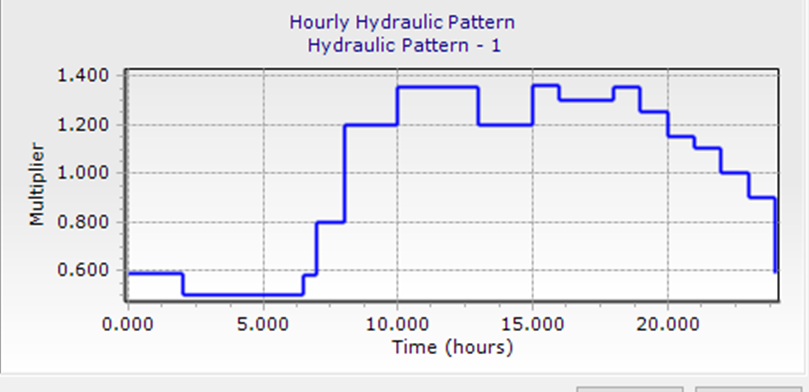 Hourly Hydraulic Pattern
Hydraulic Pattern - 1
1.400
1.200
1.000
0.800
0.600
Multiplier
0.000 5.000 10.000 15.000 20.000
Time (hours)